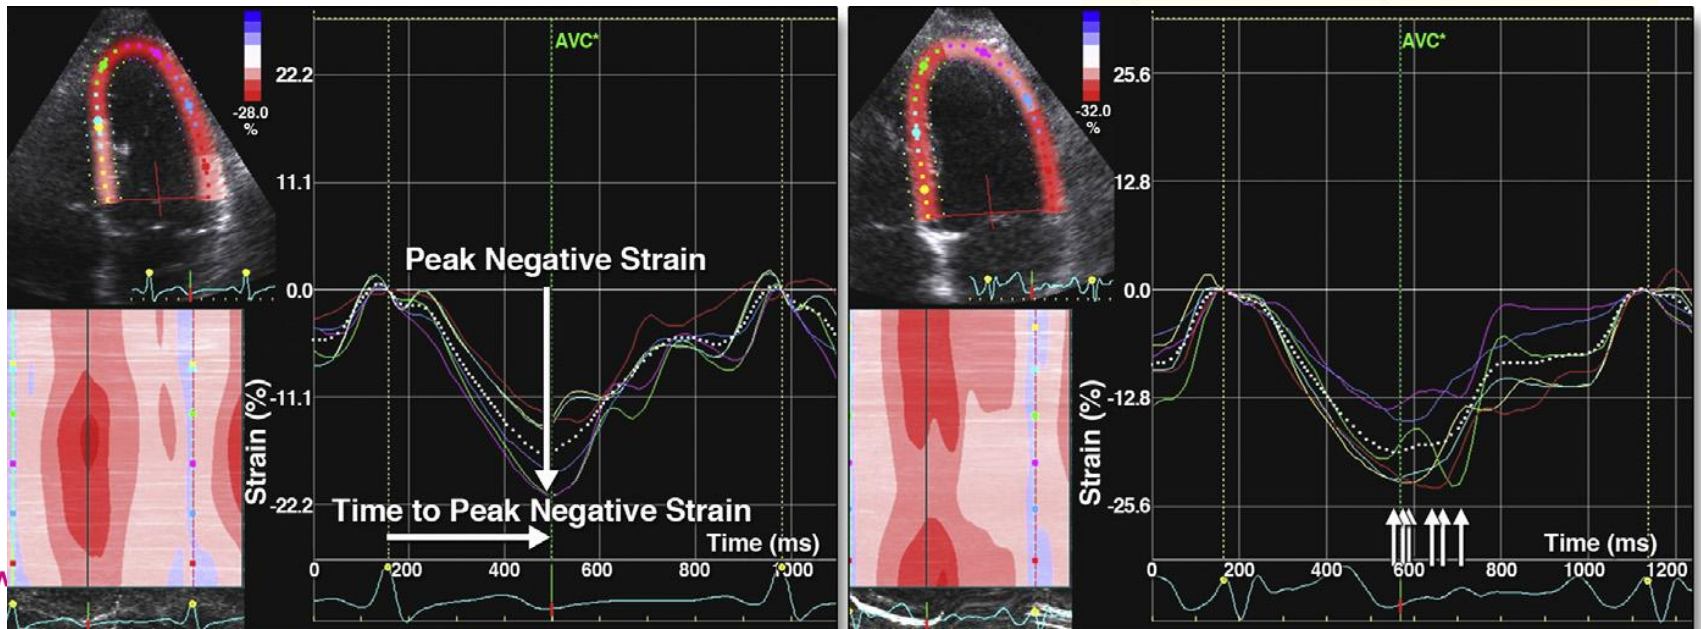 AVC*
22.2
-28.0
%
11.1
Peak Negative Strain
0.0
-11.1
Strain (%)
-22.2
Time to Peak Negative Strain
Time (ms)
0 200 400 600 800 1000
AVC*
25.6
-32.0
%
12.8
0.0
-12.8
Strain (%)
-25.6
Time (ms)
0 200 400 600 800 1000 1200